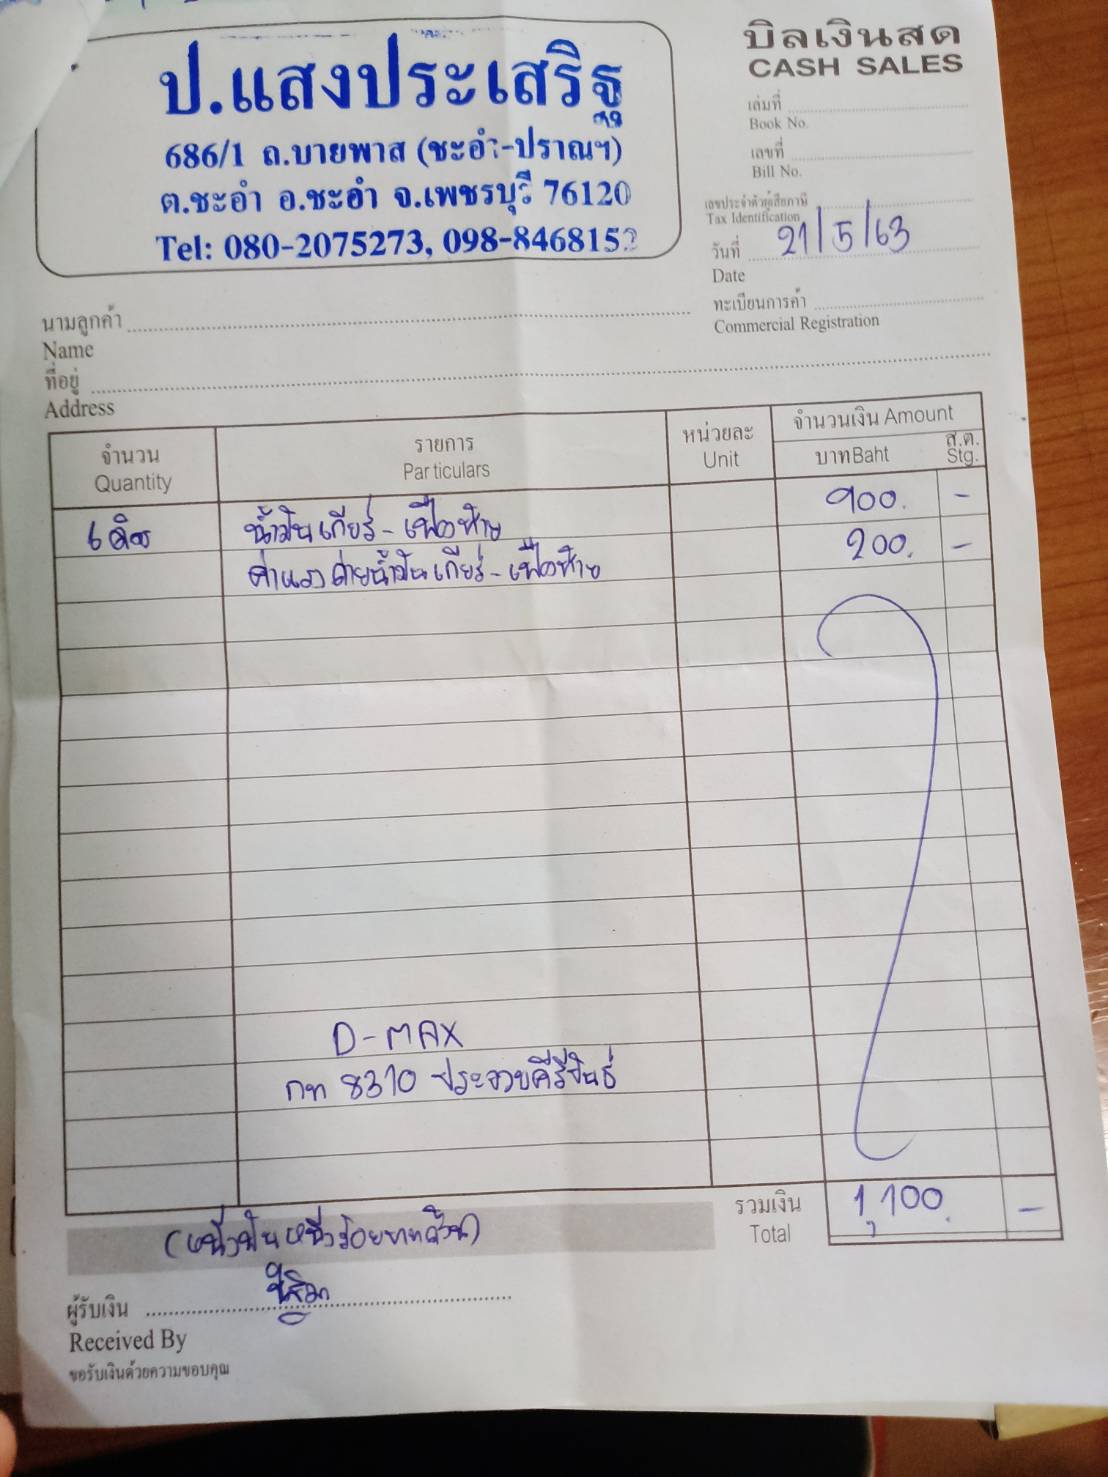 ป.แสงประเสริฐ
686/1 ถ.บายพาส (ชะอำ-ปราณฯ)
ต.ชะอำ อ.ชะอำ จ.เพชรบุรี 76120
Tel: 080-2075273, 098-8468152
บิลเงินสด
CASH SALES
เล่มที่
Book No.
เลขที่
Bill No.
เลขประจำตัวผู้เสียภาษี
Tax Identification
วันที่ 21/5/63
Date
ทะเบียนการค้า
Commercial Registration
นามลูกค้า
Name
ที่อยู่
Address
จำนวน
Quantity
รายการ
Particulars
หน่วยละ
Unit
จำนวนเงิน Amount
บาท Baht
ส.ต.
Stg.
6 ลิตร น้ำมันเกียร์-เฟืองท้าย 900. -
ค่าแรงถ่ายน้ำมันเกียร์-เฟืองท้าย 200. -
D-MAX
กท 8310 ประจวบคีรีขันธ์
(หนึ่งพันหนึ่งร้อยบาทถ้วน)
รวมเงิน
Total
1,100. -
ผู้รับเงิน
Received By
ขอรับเงินด้วยความขอบคุณ